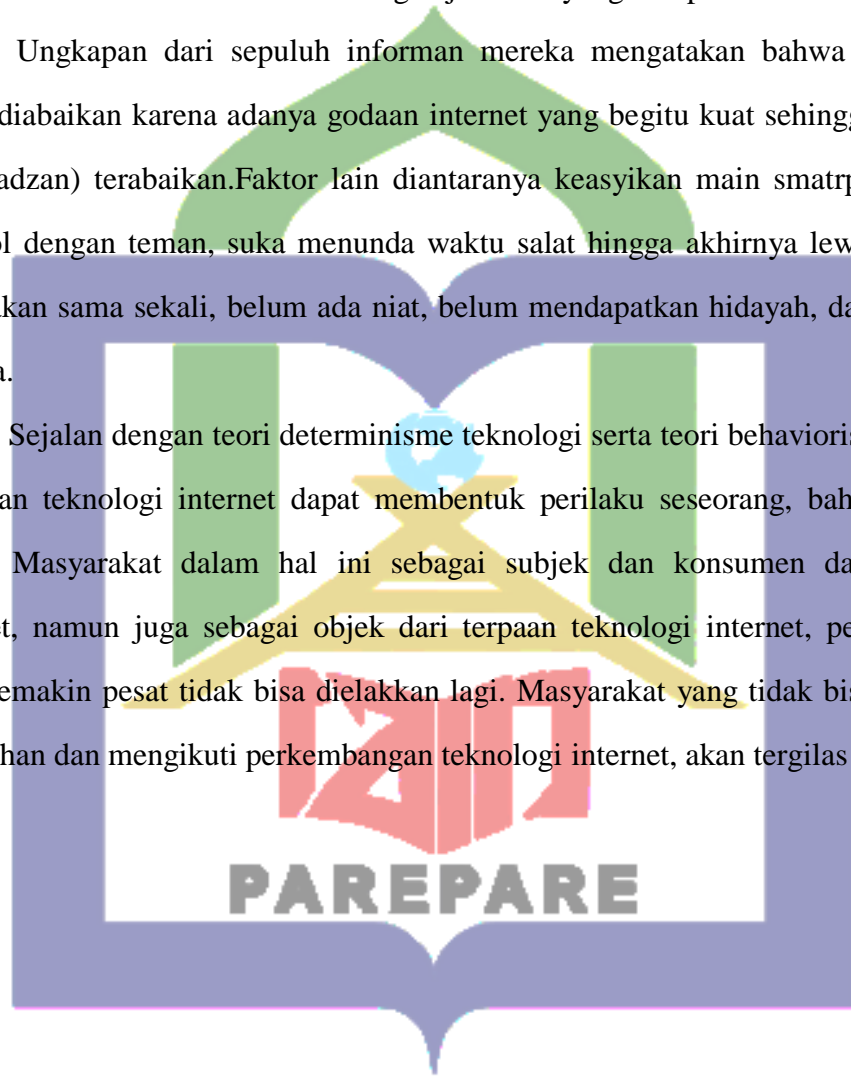 Ungkapan dari sepuluh informan mereka mengatakan bahwa
diabaikan karena adanya godaan internet yang begitu kuat sehingg
adzan) terabaikan.Faktor lain diantaranya keasyikan main smatrp
ol dengan teman, suka menunda waktu salat hingga akhirnya lew
akan sama sekali, belum ada niat, belum mendapatkan hidayah, da
a.
Sejalan dengan teori determinisme teknologi serta teori behavioris
an teknologi internet dapat membentuk perilaku seseorang, bah
Masyarakat dalam hal ini sebagai subjek dan konsumen da
et, namun juga sebagai objek dari terpaan teknologi internet, pe
emakin pesat tidak bisa dielakkan lagi. Masyarakat yang tidak bis
han dan mengikuti perkembangan teknologi internet, akan tergilas
iain
PAREPARE